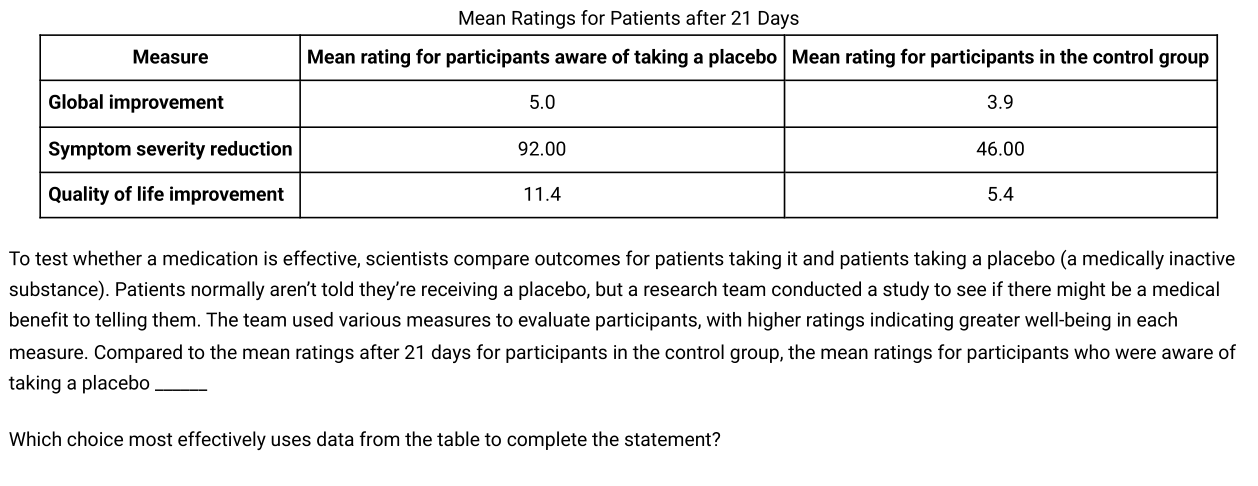 Mean Ratings for Patients after 21 Days
Measure Mean rating for participants aware of taking a placebo Mean rating for participants in the control group
Global improvement 5.0 3.9
Symptom severity reduction 92.00 46.00
Quality of life improvement 11.4 5.4
To test whether a medication is effective, scientists compare outcomes for patients taking it and patients taking a placebo (a medically inactive
substance). Patients normally aren’t told they’re receiving a placebo, but a research team conducted a study to see if there might be a medical
benefit to telling them. The team used various measures to evaluate participants, with higher ratings indicating greater well-being in each
measure. Compared to the mean ratings after 21 days for participants in the control group, the mean ratings for participants who were aware of
taking a placebo ______
Which choice most effectively uses data from the table to complete the statement?